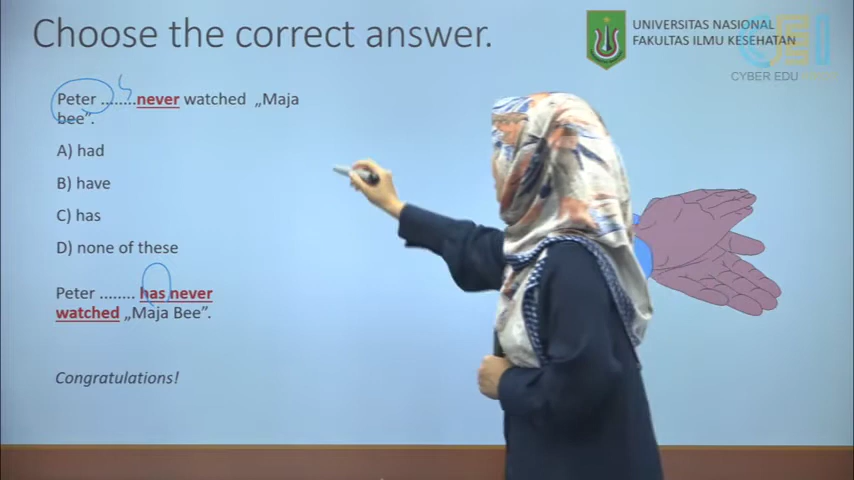 Choose the correct answer.
UNIVERSITAS NASIONAL
FAKULTAS ILMU KESEHATAN
CYBER EDU
Peter ........never watched „Maja
bee”.
A) had
B) have
C) has
D) none of these
Peter ........ has never
watched „Maja Bee”.
Congratulations!